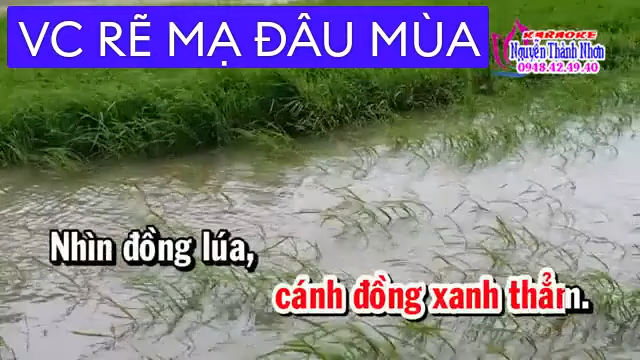 VC RẼ MẠ ĐÂU MÙA
KARAOKE
Nguyễn Thành Nhơn
0948.42.49.40
Nhìn đồng lúa,
cánh đồng xanh thẳm.